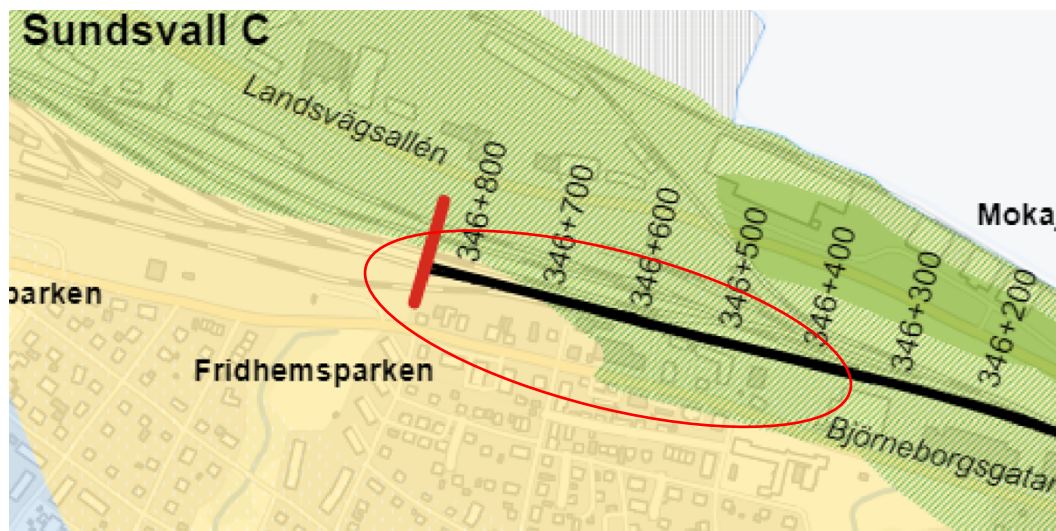 Sundsvall C
Landsvägsallén
346+800
346+700
346+600
346+500
346+400
346+300
346+200
Moka
parken
Fridhemsparken
Björneborgsgatan